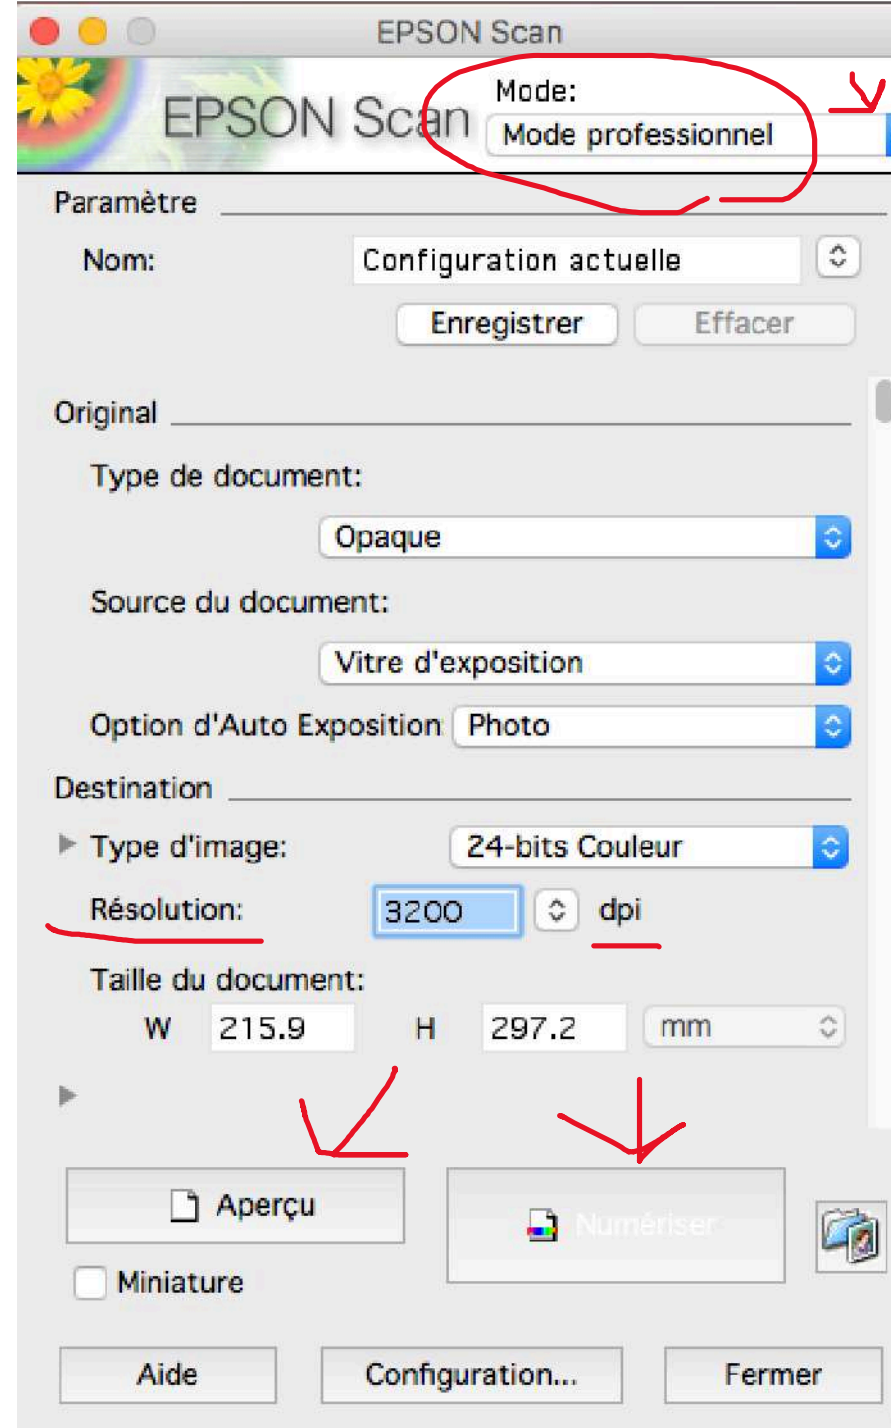 EPSON Scan
EPSON Scan
Mode:
Mode professionnel
Paramètre
Nom: Configuration actuelle
Enregistrer Effacer
Original
Type de document:
Opaque
Source du document:
Vitre d'exposition
Option d'Auto Exposition Photo
Destination
Type d'image: 24-bits Couleur
Résolution: 3200 dpi
Taille du document:
W 215.9 H 297.2 mm
Aperçu Numériser
Miniature
Aide Configuration... Fermer